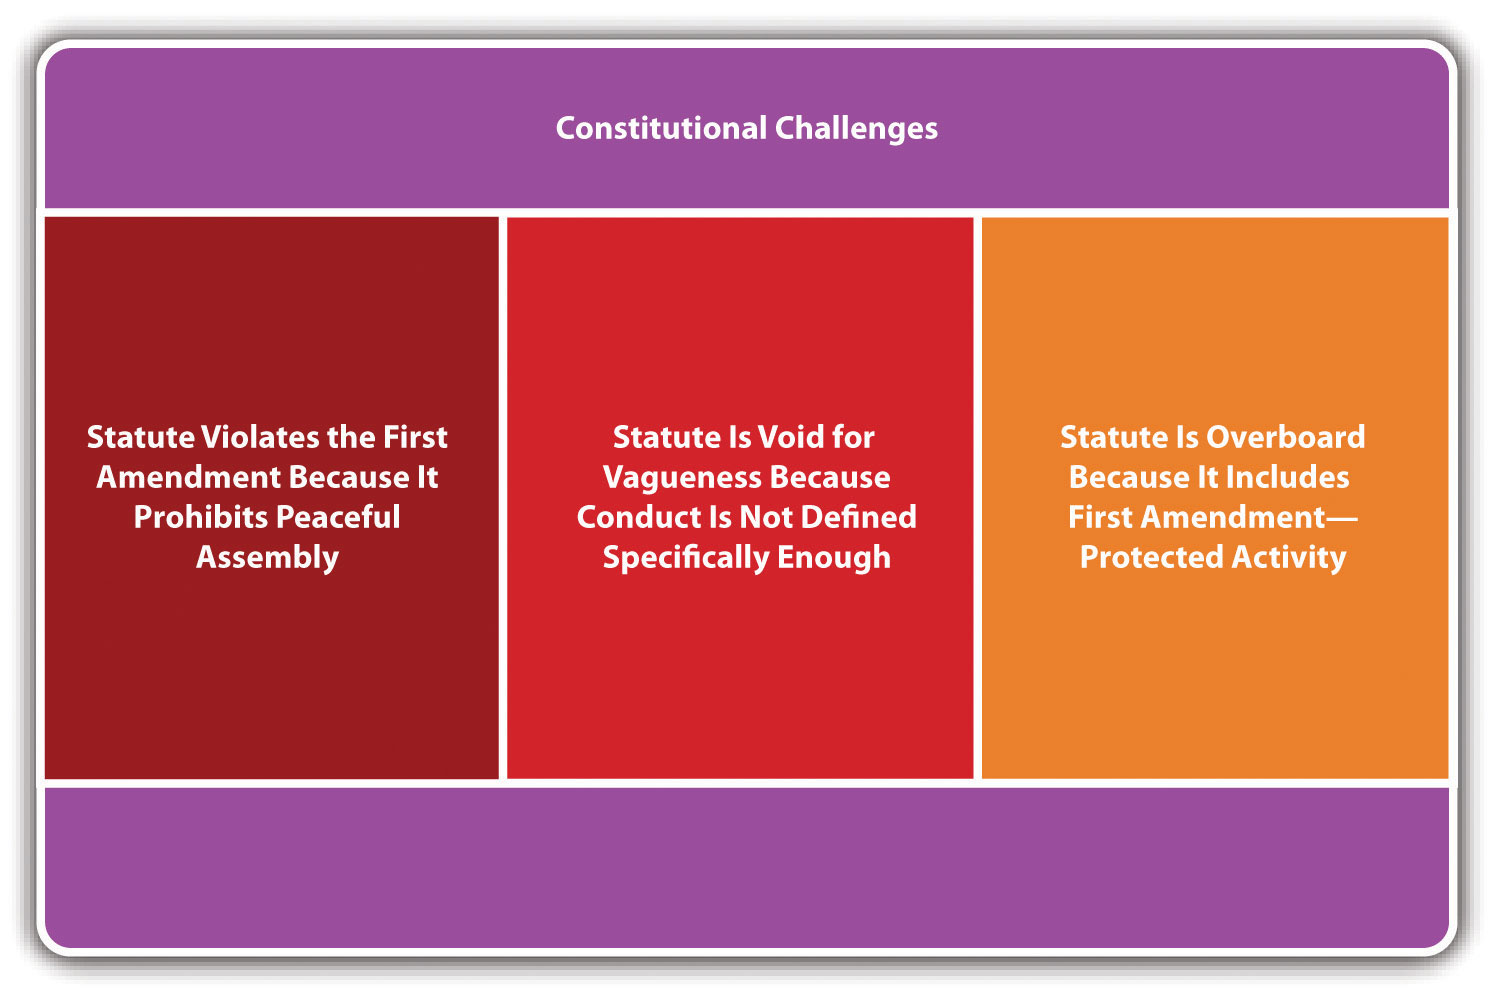 Constitutional Challenges
Statute Violates the First
Amendment Because It
Prohibits Peaceful
Assembly
Statute Is Void for
Vagueness Because
Conduct Is Not Defined
Specifically Enough
Statute Is Overboard
Because It Includes
First Amendment—
Protected Activity